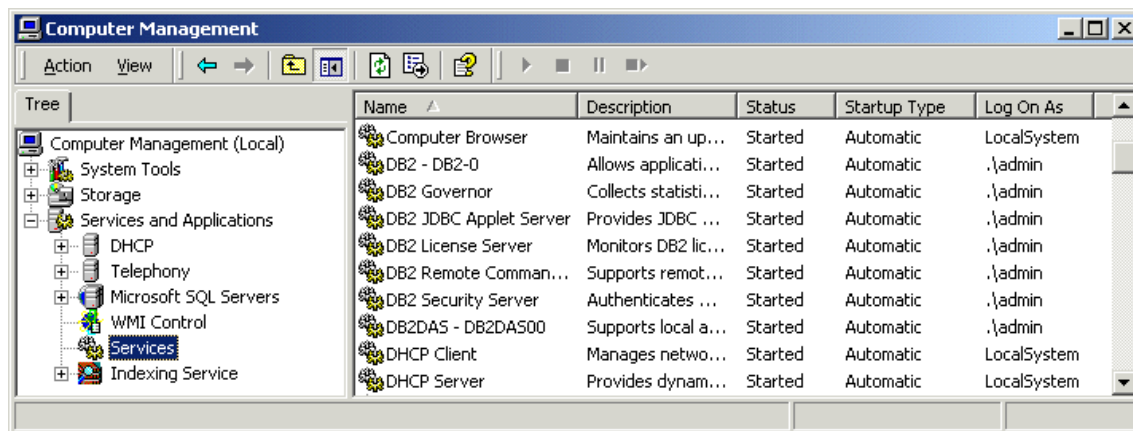 Computer Management
Action View
Tree
Name Description Status Startup Type Log On As
Computer Management (Local)
System Tools
Storage
Services and Applications
DHCP
Telephony
Microsoft SQL Servers
WMI Control
Services
Indexing Service
Computer Browser Maintains an up... Started Automatic LocalSystem
DB2 - DB2-0 Allows applicati... Started Automatic .\admin
DB2 Governor Collects statisti... Started Automatic .\admin
DB2 JDBC Applet Server Provides JDBC ... Started Automatic .\admin
DB2 License Server Monitors DB2 lic... Started Automatic .\admin
DB2 Remote Comman... Supports remot... Started Automatic .\admin
DB2 Security Server Authenticates ... Started Automatic .\admin
DB2DAS - DB2DAS00 Supports local a... Started Automatic .\admin
DHCP Client Manages netwo... Started Automatic LocalSystem
DHCP Server Provides dynam... Started Automatic LocalSystem